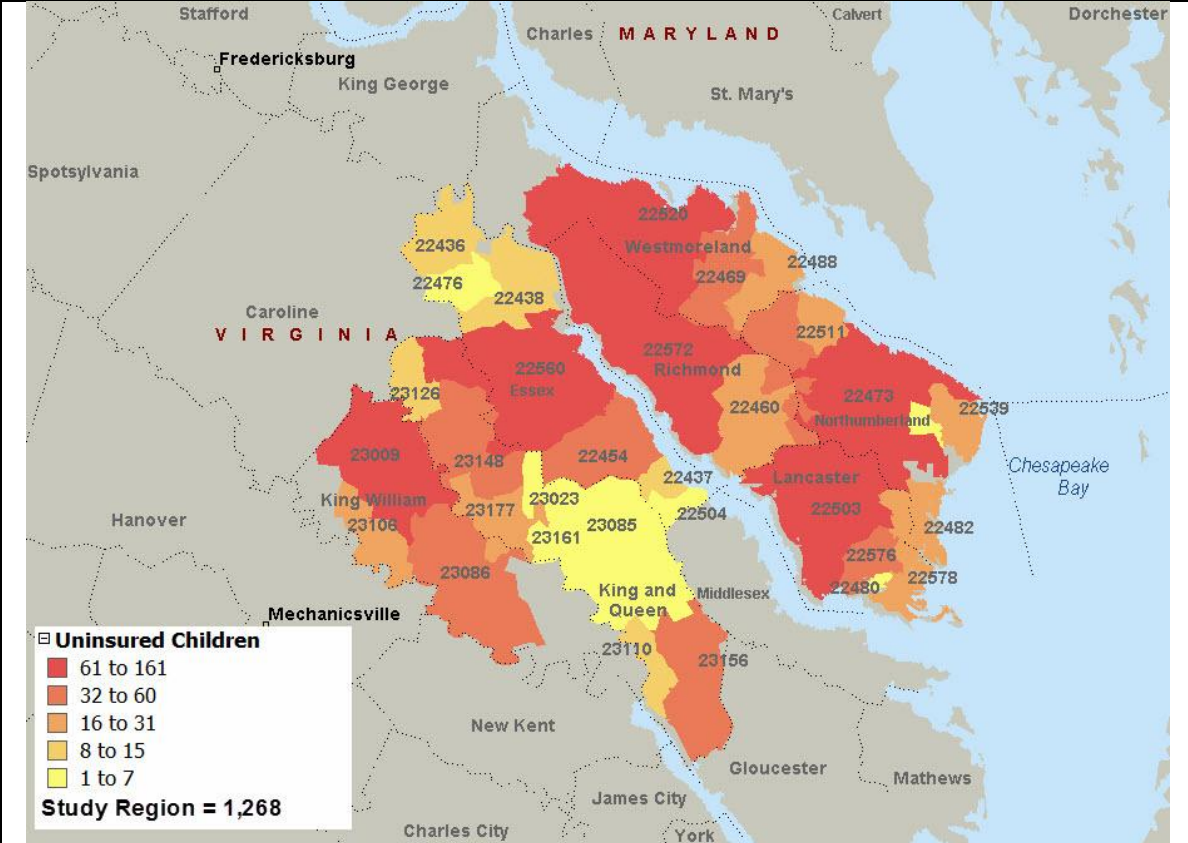 Stafford
Calvert
Dorchester
Charles
MARYLAND
Fredericksburg
King George
St. Mary's
Spotsylvania
22520
22436
Westmoreland
22488
22469
22476
22438
Caroline
VIRGINIA
22511
22572
Richmond
22560
Essex
23126
22473
22460
22539
Northumberland
23009
23148
22454
Chesapeake
Bay
22437
Lancaster
King William
23023
22503
23177
22504
Hanover
23106
23085
22482
23161
22576
23086
22578
22480
King and
Queen
Middlesex
Mechanicsville
23110
23156
Uninsured Children
61 to 161
32 to 60
16 to 31
8 to 15
1 to 7
Study Region = 1,268
New Kent
Gloucester
Mathews
James City
Charles City
York